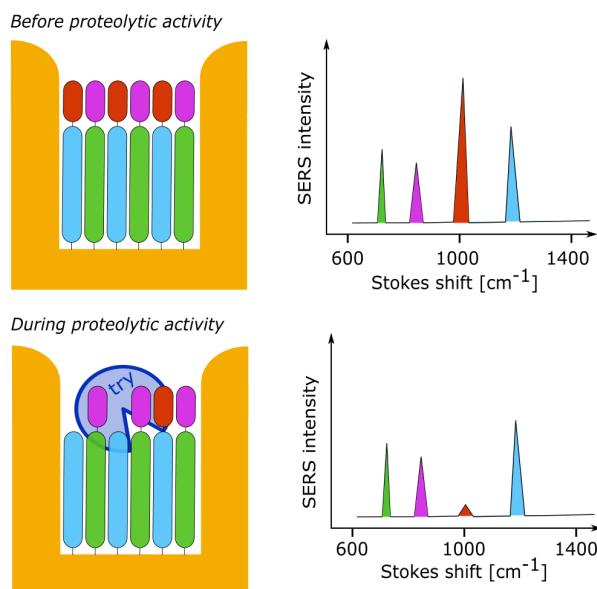 Before proteolytic activity
SERS intensity
600 1000 1400
Stokes shift [cm⁻¹]
During proteolytic activity
try
SERS intensity
600 1000 1400
Stokes shift [cm⁻¹]